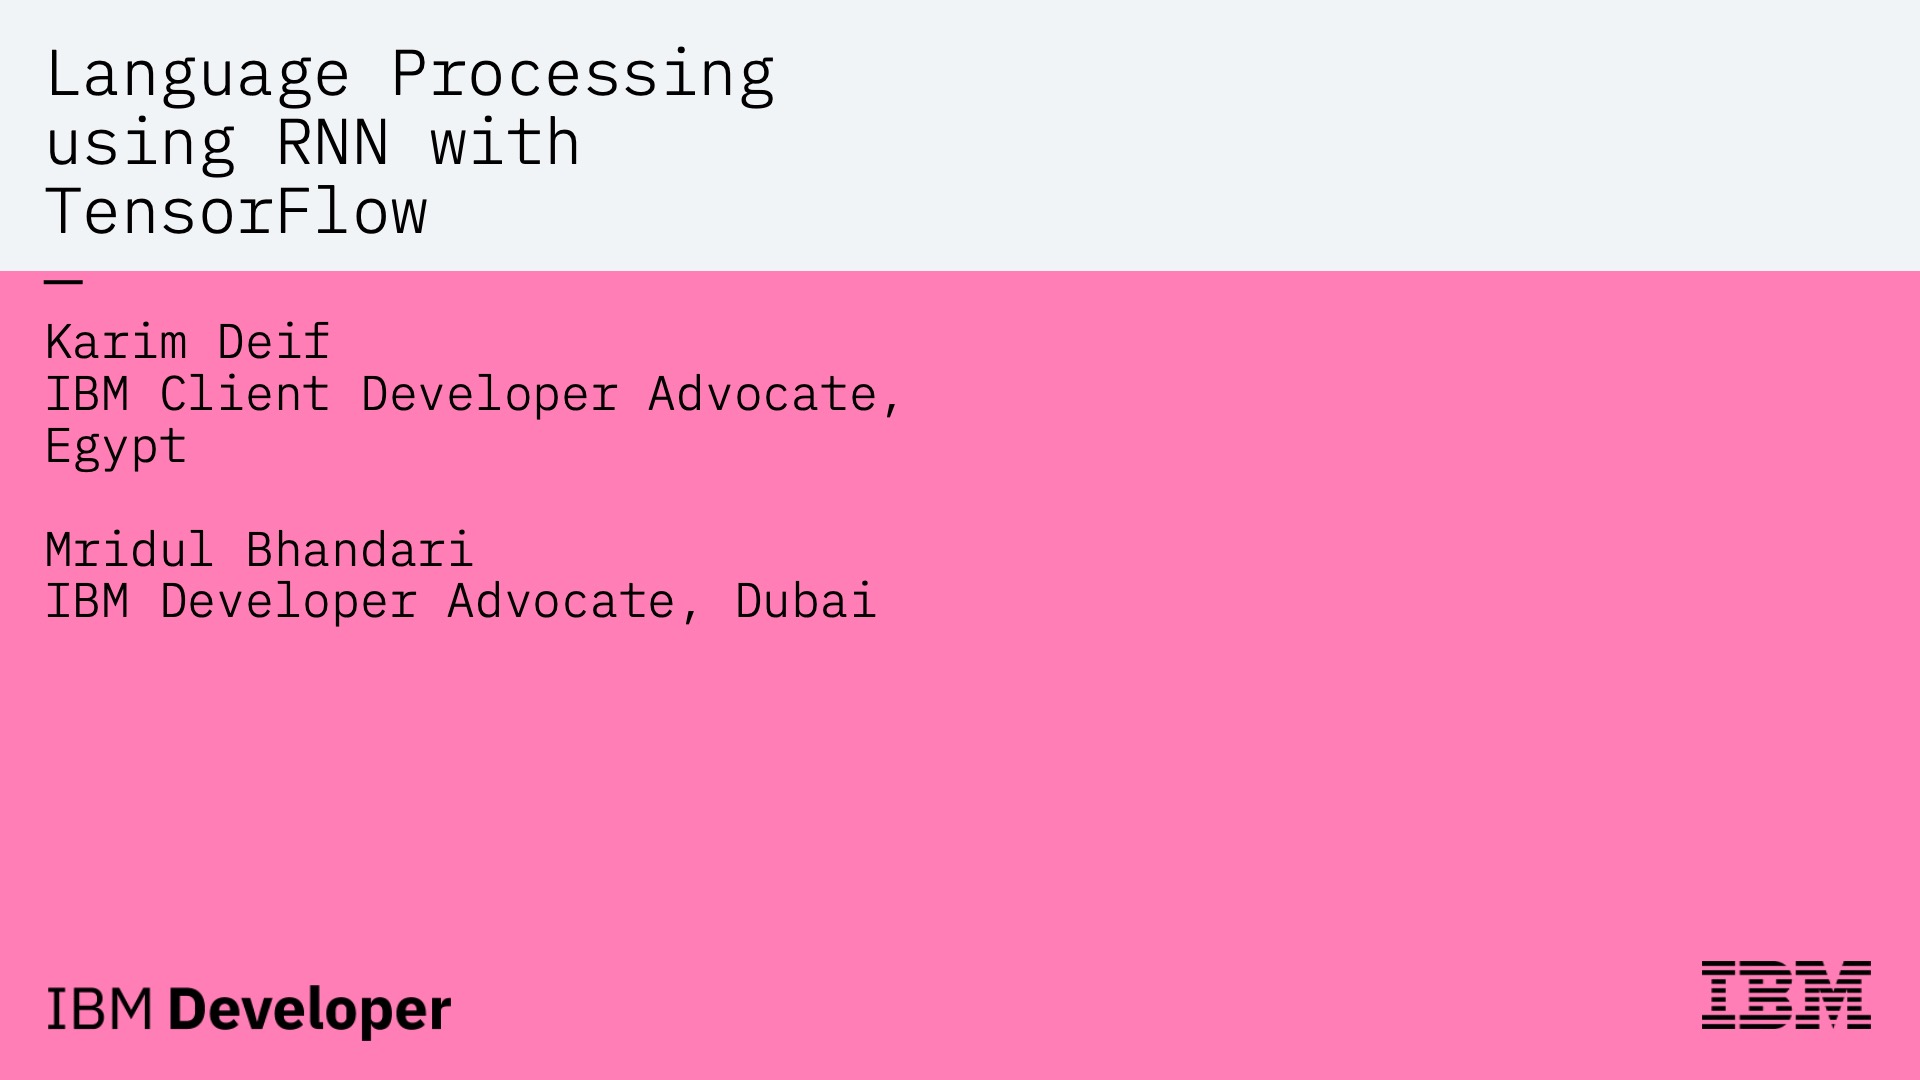 Language Processing
using RNN with
TensorFlow
—
Karim Deif
IBM Client Developer Advocate,
Egypt
Mridul Bhandari
IBM Developer Advocate, Dubai
IBM Developer
IBM